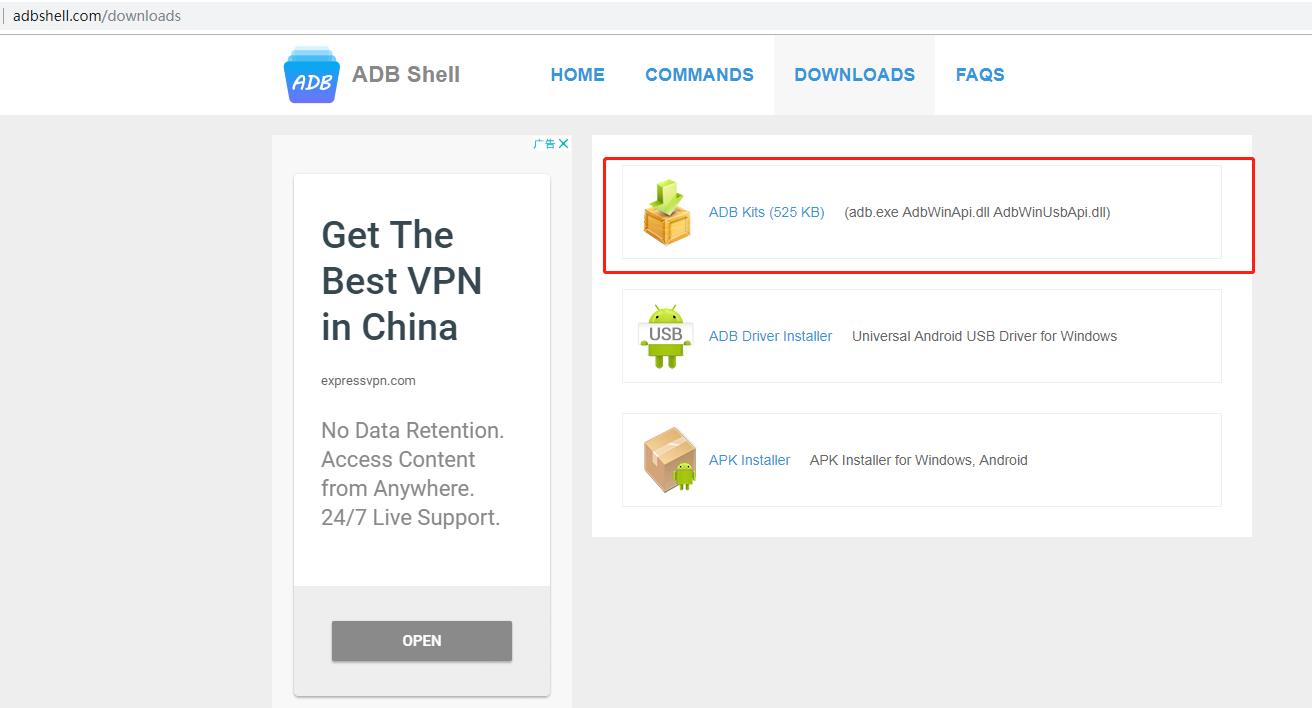 adbshell.com/downloads
ADB
ADB Shell
HOME
COMMANDS
DOWNLOADS
FAQS
广告
Get The
Best VPN
in China
expressvpn.com
No Data Retention.
Access Content
from Anywhere.
24/7 Live Support.
OPEN
ADB Kits (525 KB) (adb.exe AdbWinApi.dll AdbWinUsbApi.dll)
USB
ADB Driver Installer Universal Android USB Driver for Windows
APK Installer APK Installer for Windows, Android